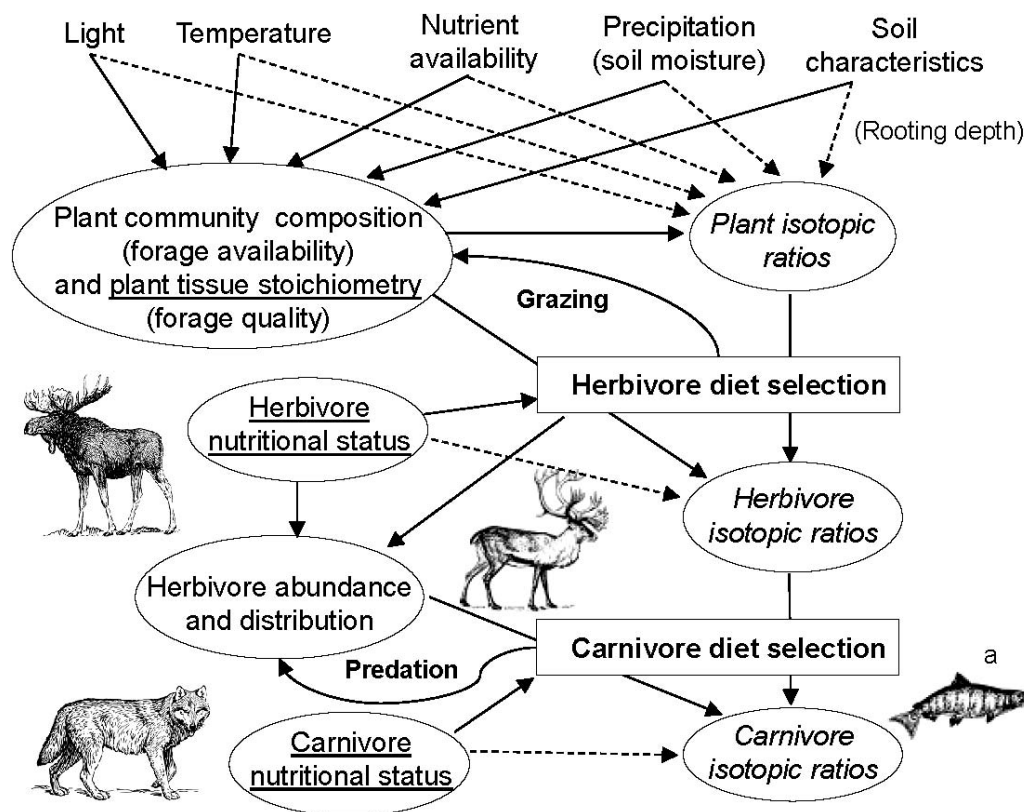 Light
Temperature
Nutrient
availability
Precipitation
(soil moisture)
Soil
characteristics
(Rooting depth)
Plant community composition
(forage availability)
and plant tissue stoichiometry
(forage quality)
Plant isotopic
ratios
Grazing
Herbivore diet selection
Herbivore
nutritional status
Herbivore
isotopic ratios
Herbivore abundance
and distribution
Carnivore diet selection
a
Predation
Carnivore
nutritional status
Carnivore
isotopic ratios